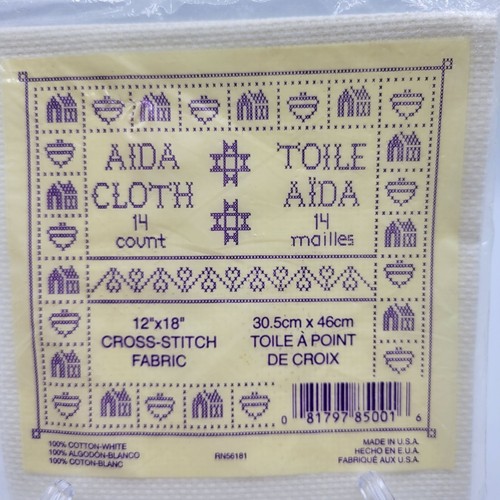 AIDA
CLOTH
14
count
TOILE
AÏDA
14
mailles
12"x18"
CROSS-STITCH
FABRIC
30.5cm x 46cm
TOILE À POINT
DE CROIX
0 81797 85001 6
100% COTTON-WHITE
100% ALGODÓN-BLANCO
100% COTON-BLANC
RN56181
MADE IN U.S.A.
HECHO EN E.U.A.
FABRIQUÉ AUX U.S.A.